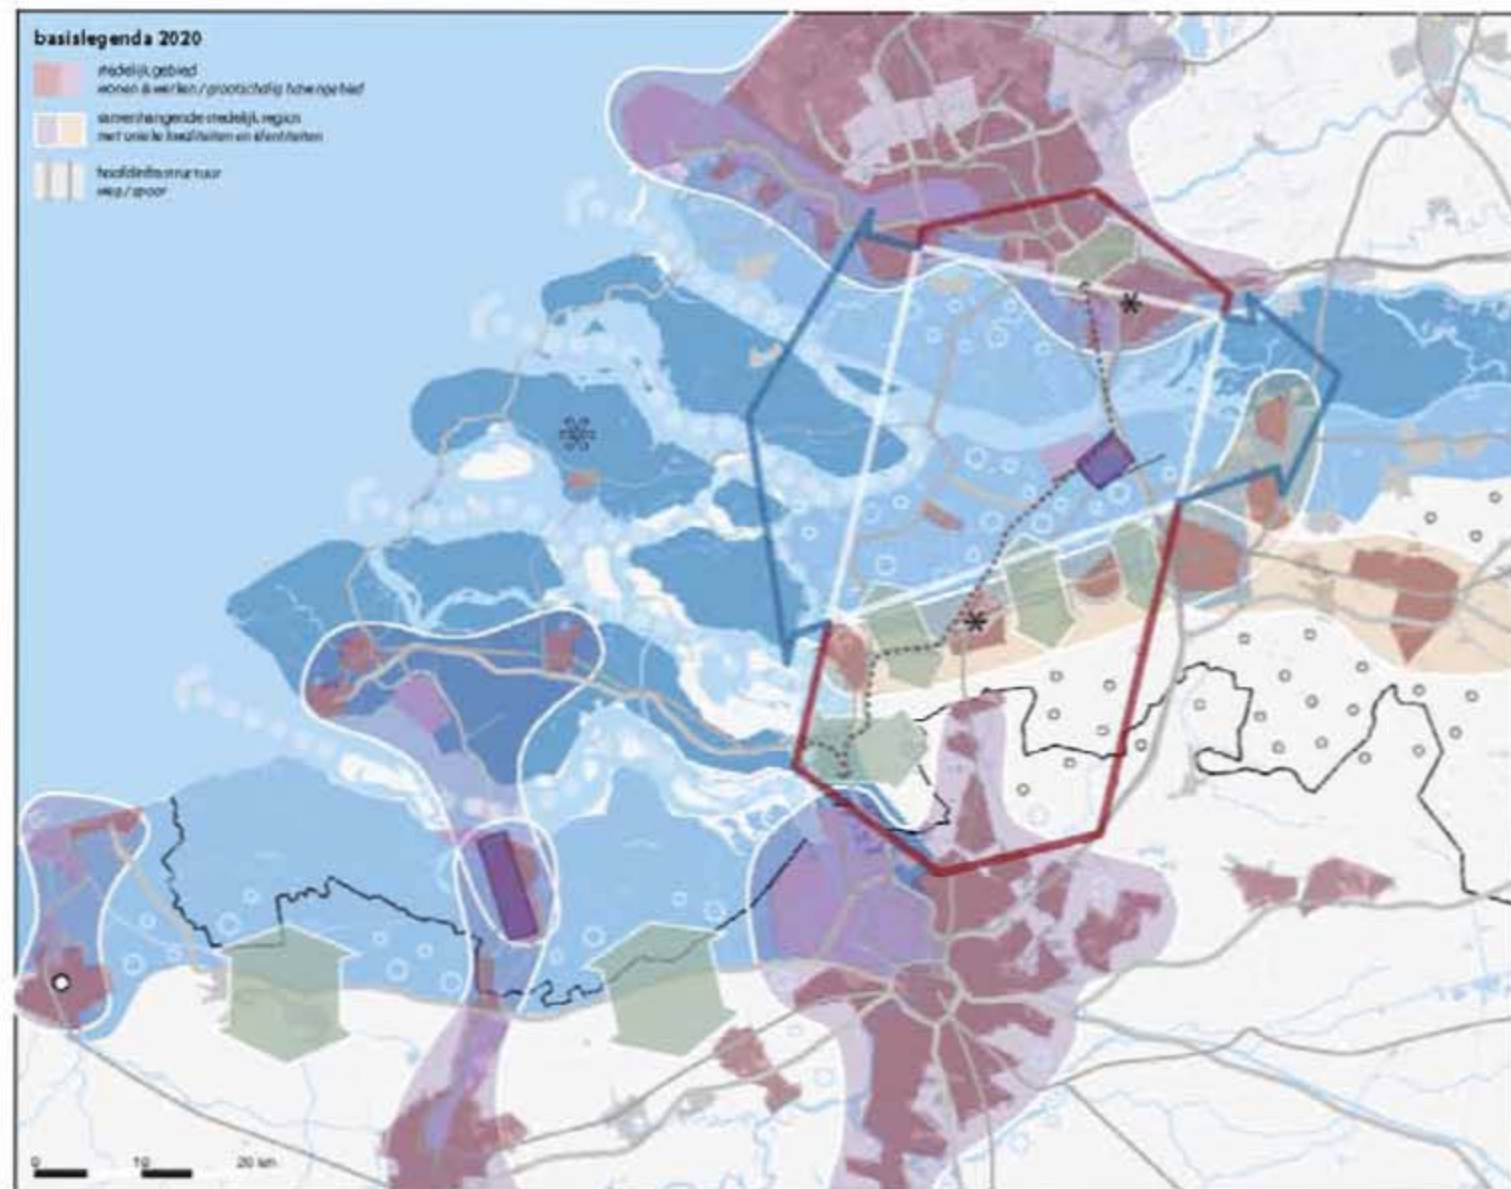 basislegenda 2020
stedelijk gebied
wonen & werken / grootschalig havengebied
samenhangende stedelijk region
met unieke kwaliteiten en identiteiten
hoofdinfrastructuur
weg / spoor
0 10 20 km